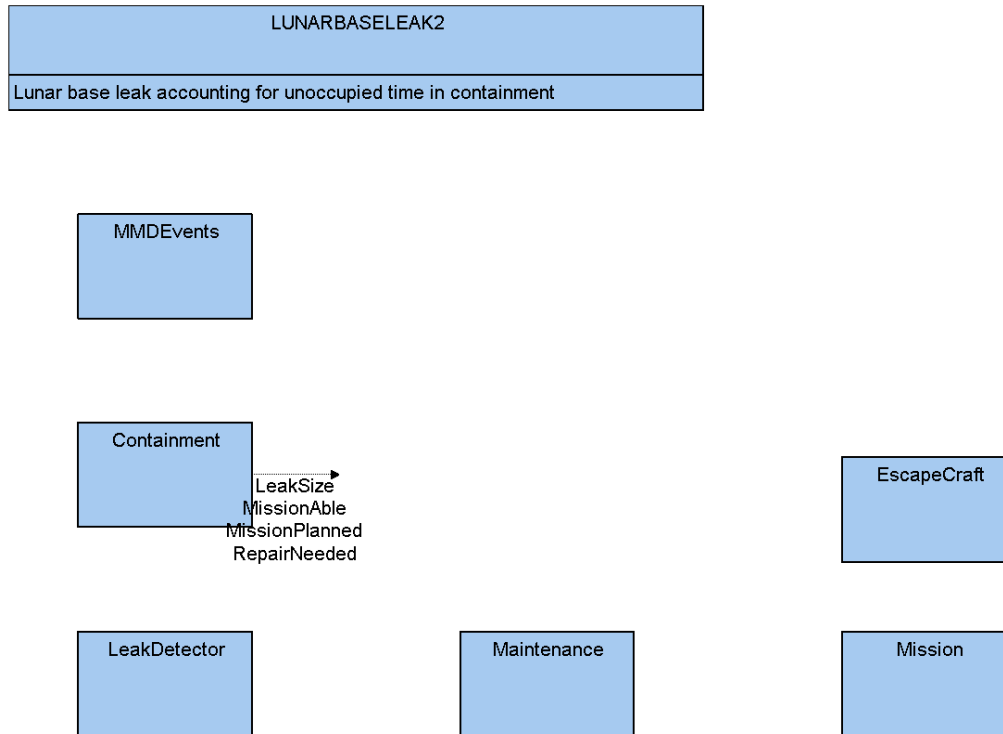 LUNARBASELEAK2
Lunar base leak accounting for unoccupied time in containment
MMDEvents
Containment
LeakSize
MissionAble
MissionPlanned
RepairNeeded
EscapeCraft
LeakDetector
Maintenance
Mission